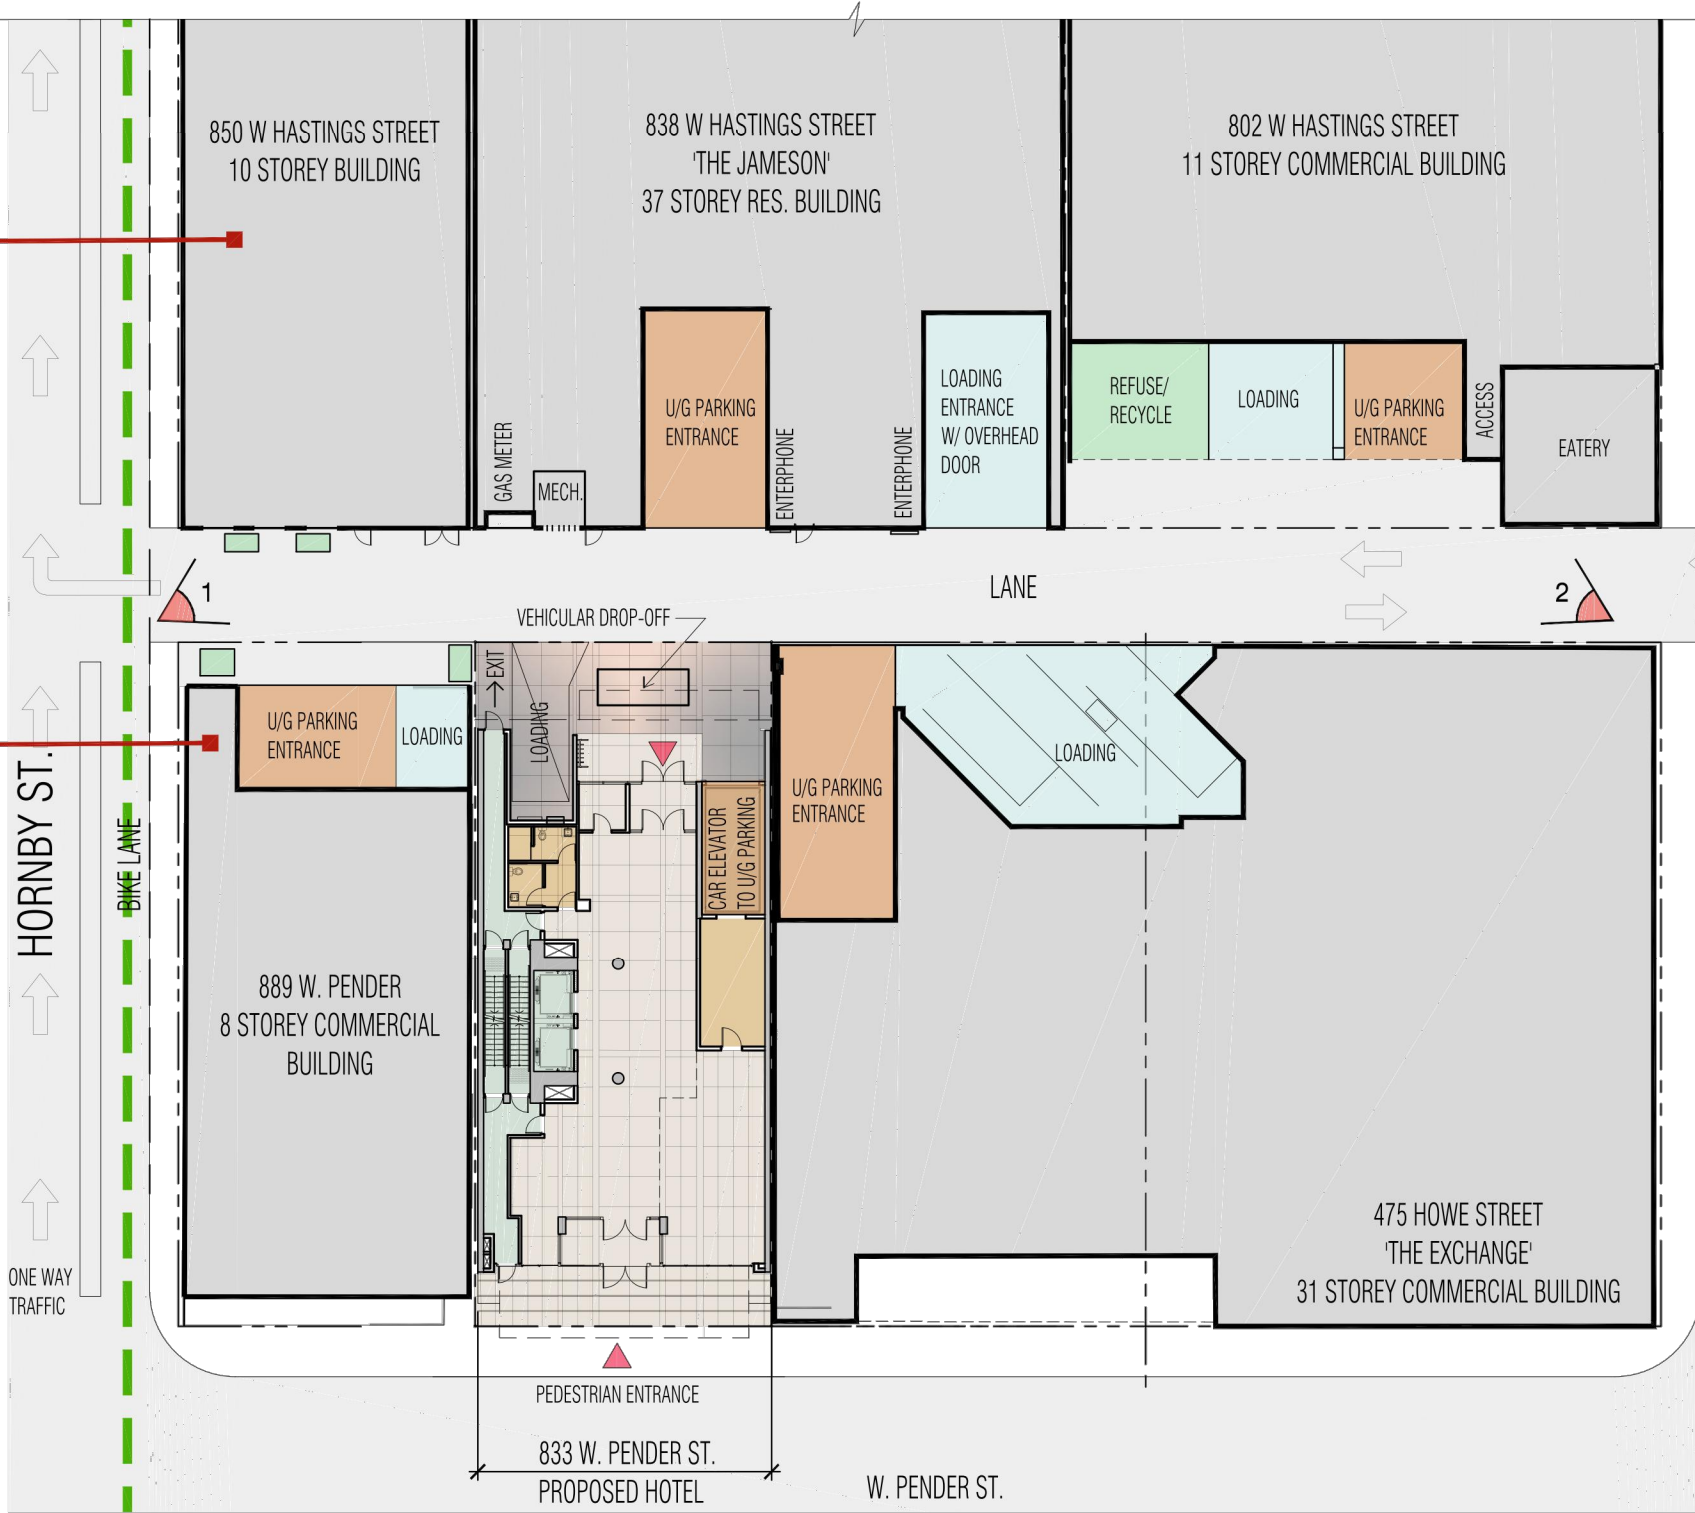 850 W HASTINGS STREET
10 STOREY BUILDING
838 W HASTINGS STREET
'THE JAMESON'
37 STOREY RES. BUILDING
802 W HASTINGS STREET
11 STOREY COMMERCIAL BUILDING
GAS METER
MECH.
U/G PARKING
ENTRANCE
ENTERPHONE
ENTERPHONE
LOADING
ENTRANCE
W/ OVERHEAD
DOOR
REFUSE/
RECYCLE
LOADING
U/G PARKING
ENTRANCE
ACCESS
EATERY
1
LANE
2
VEHICULAR DROP-OFF
EXIT
LOADING
U/G PARKING
ENTRANCE
LOADING
CAR ELEVATOR
TO U/G PARKING
U/G PARKING
ENTRANCE
LOADING
HORNBY ST.
BIKE LANE
889 W. PENDER
8 STOREY COMMERCIAL
BUILDING
475 HOWE STREET
'THE EXCHANGE'
31 STOREY COMMERCIAL BUILDING
ONE WAY
TRAFFIC
PEDESTRIAN ENTRANCE
833 W. PENDER ST.
PROPOSED HOTEL
W. PENDER ST.